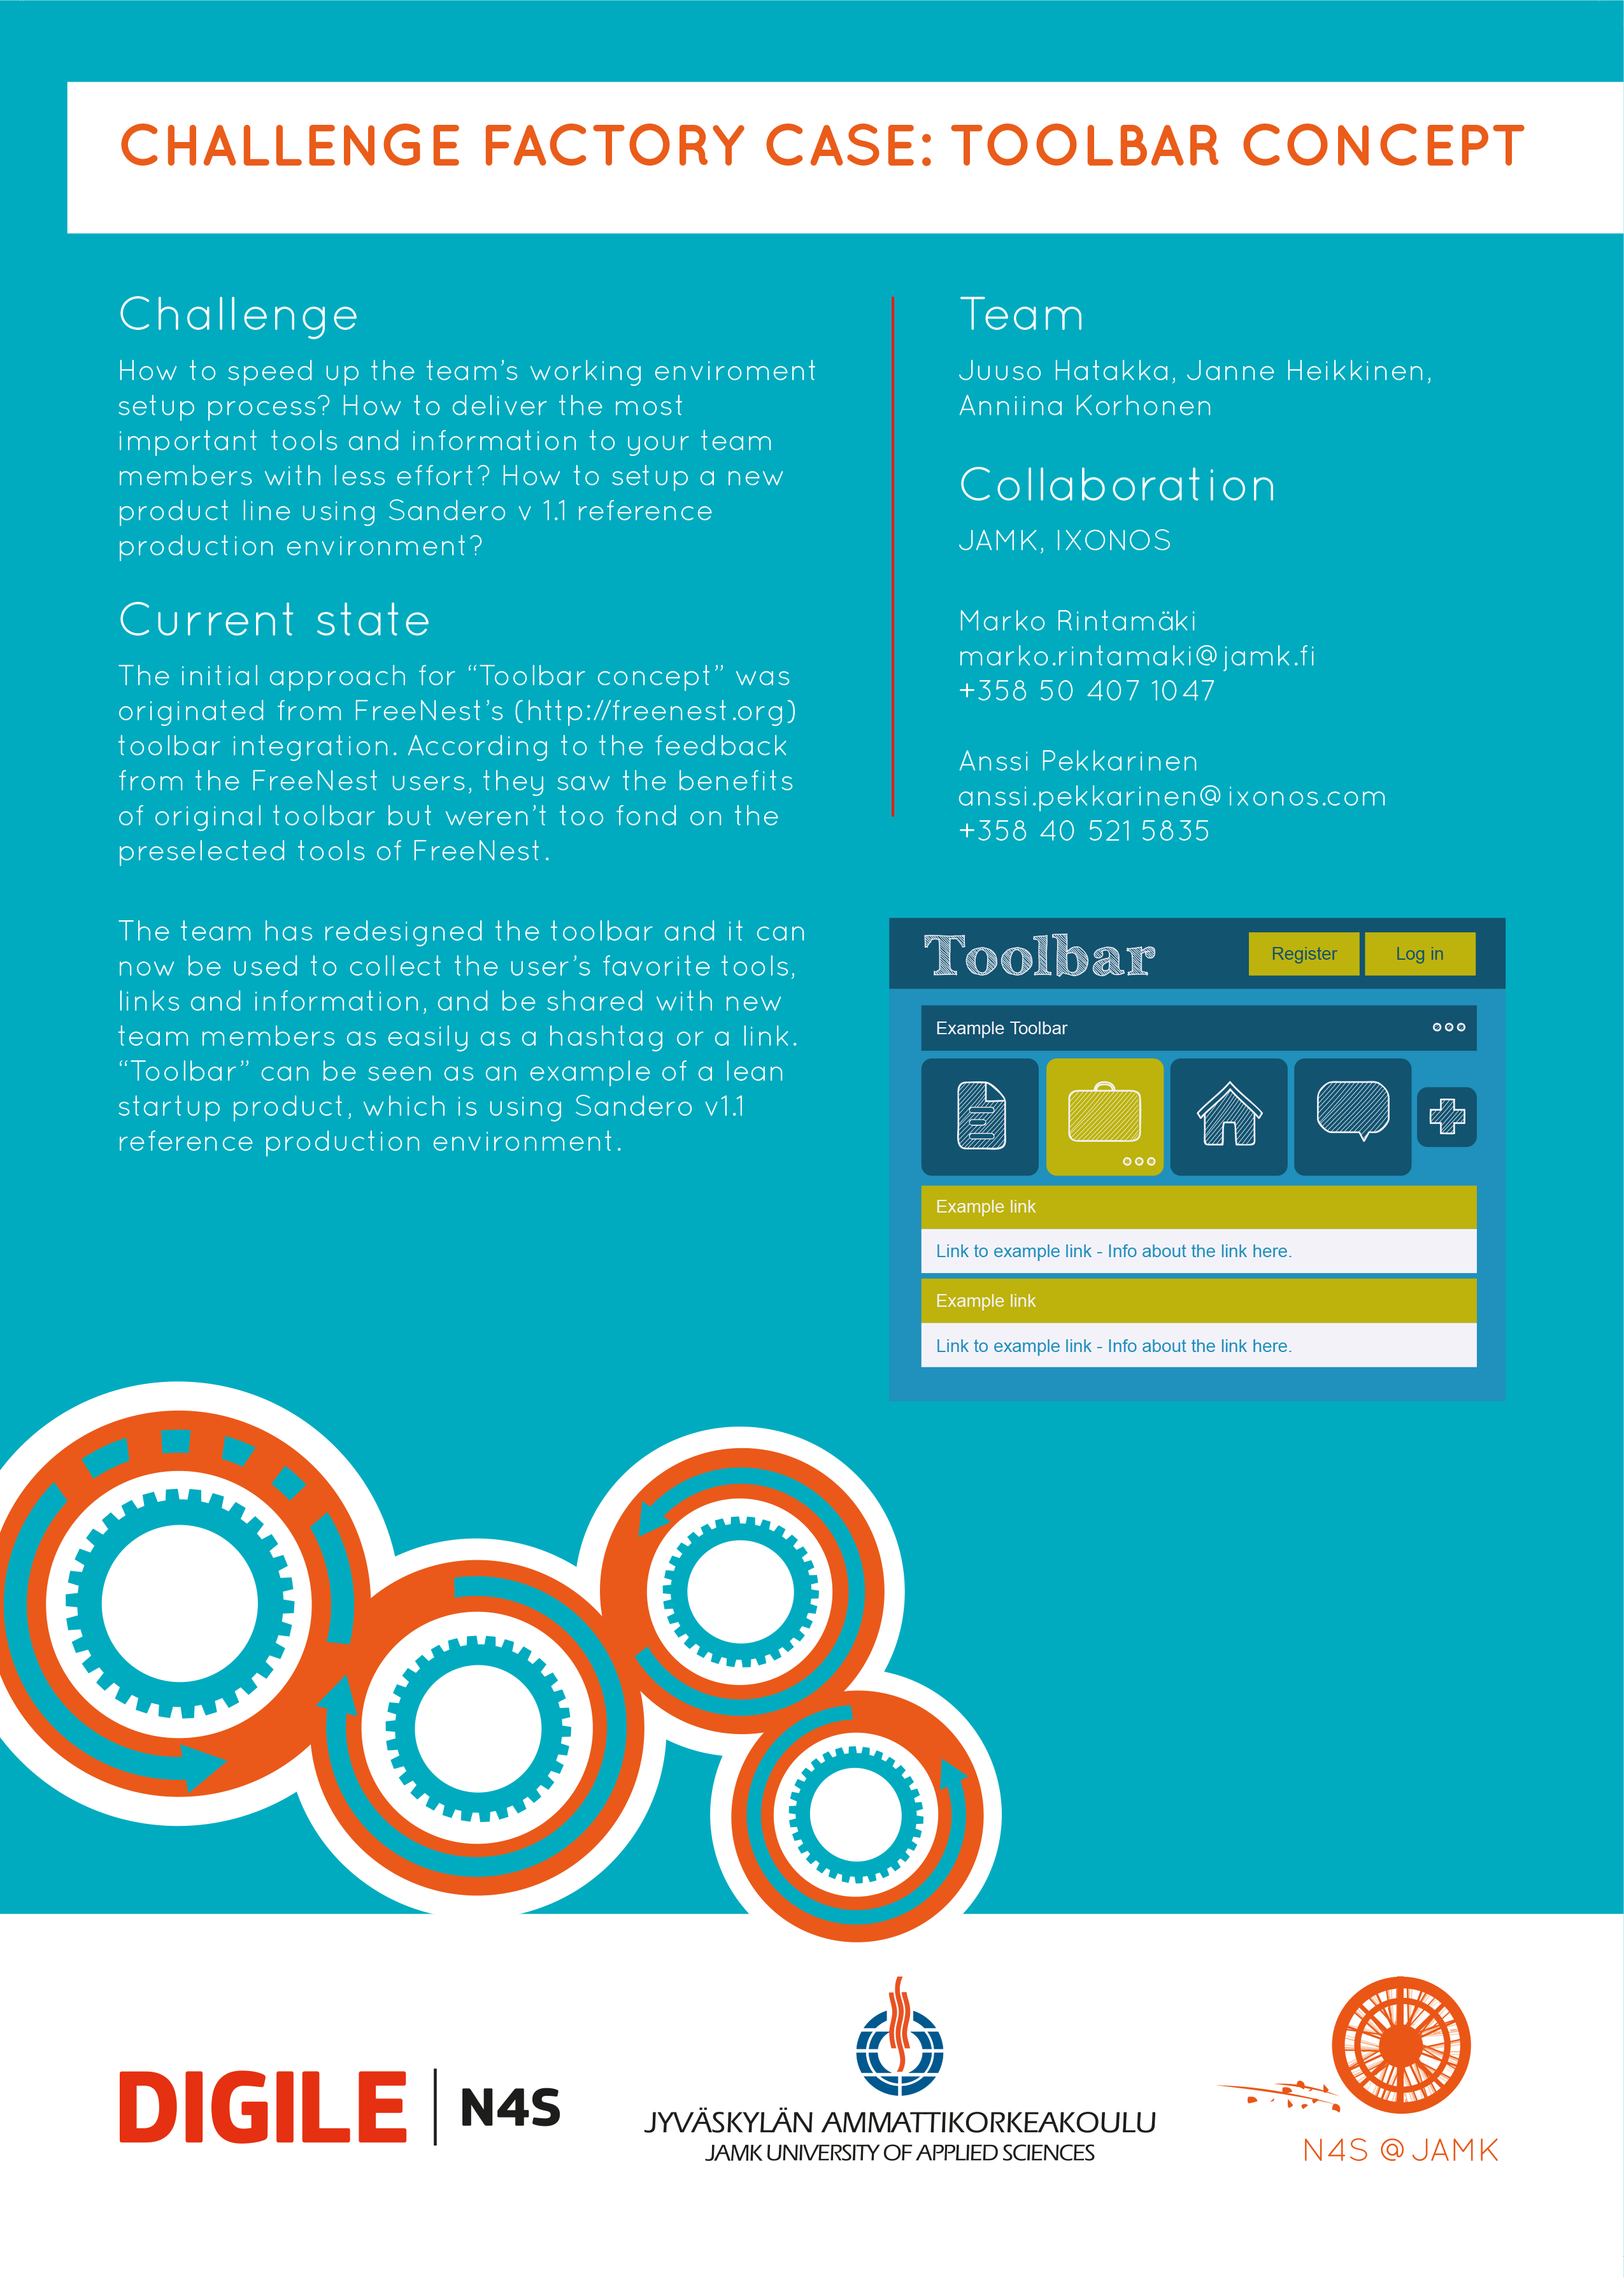 CHALLENGE FACTORY CASE: TOOLBAR CONCEPT
Challenge
How to speed up the team’s working enviroment
setup process? How to deliver the most
important tools and information to your team
members with less effort? How to setup a new
product line using Sandero v 1.1 reference
production environment?
Current state
The initial approach for “Toolbar concept” was
originated from FreeNest’s (http://freenest.org)
toolbar integration. According to the feedback
from the FreeNest users, they saw the benefits
of original toolbar but weren’t too fond on the
preselected tools of FreeNest.
The team has redesigned the toolbar and it can
now be used to collect the user’s favorite tools,
links and information, and be shared with new
team members as easily as a hashtag or a link.
“Toolbar” can be seen as an example of a lean
startup product, which is using Sandero v1.1
reference production environment.
Team
Juuso Hatakka, Janne Heikkinen,
Anniina Korhonen
Collaboration
JAMK, IXONOS
Marko Rintamäki
marko.rintamaki@jamk.fi
+358 50 407 1047
Anssi Pekkarinen
anssi.pekkarinen@ixonos.com
+358 40 521 5835
Toolbar
Register
Log in
Example Toolbar
Example link
Link to example link - Info about the link here.
Example link
Link to example link - Info about the link here.
DIGILE | N4S
JYVÄSKYLÄN AMMATTIKORKEAKOULU
JAMK UNIVERSITY OF APPLIED SCIENCES
N4S @ JAMK